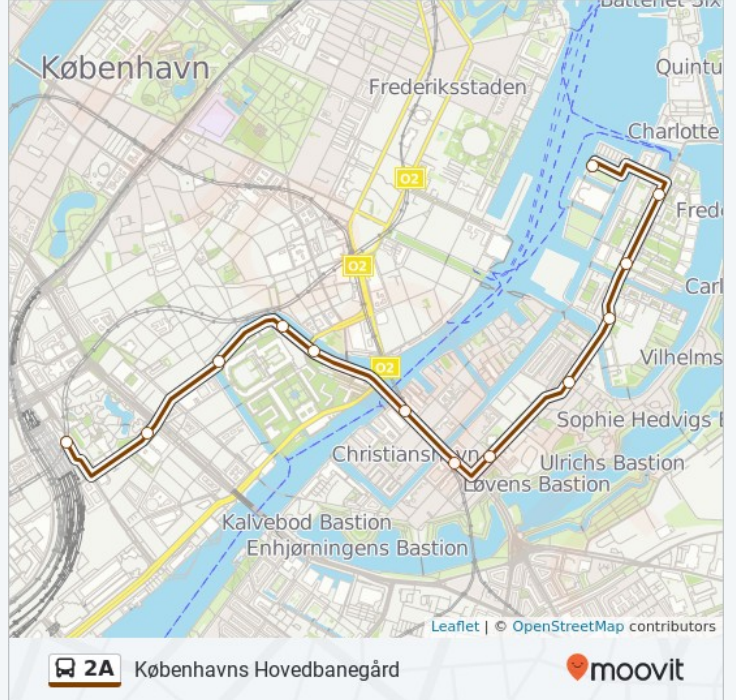 Batteriet Six
København
Quintu
Frederiksstaden
Charlotte
O2
Frede
O2
Carl
Vilhelms
O2
Sophie Hedvigs B
Christianshavn
Ulrichs Bastion
Løvens Bastion
Kalvebod Bastion
Enhjørningens Bastion
Leaflet | © OpenStreetMap contributors
2A Københavns Hovedbanegård
moovit